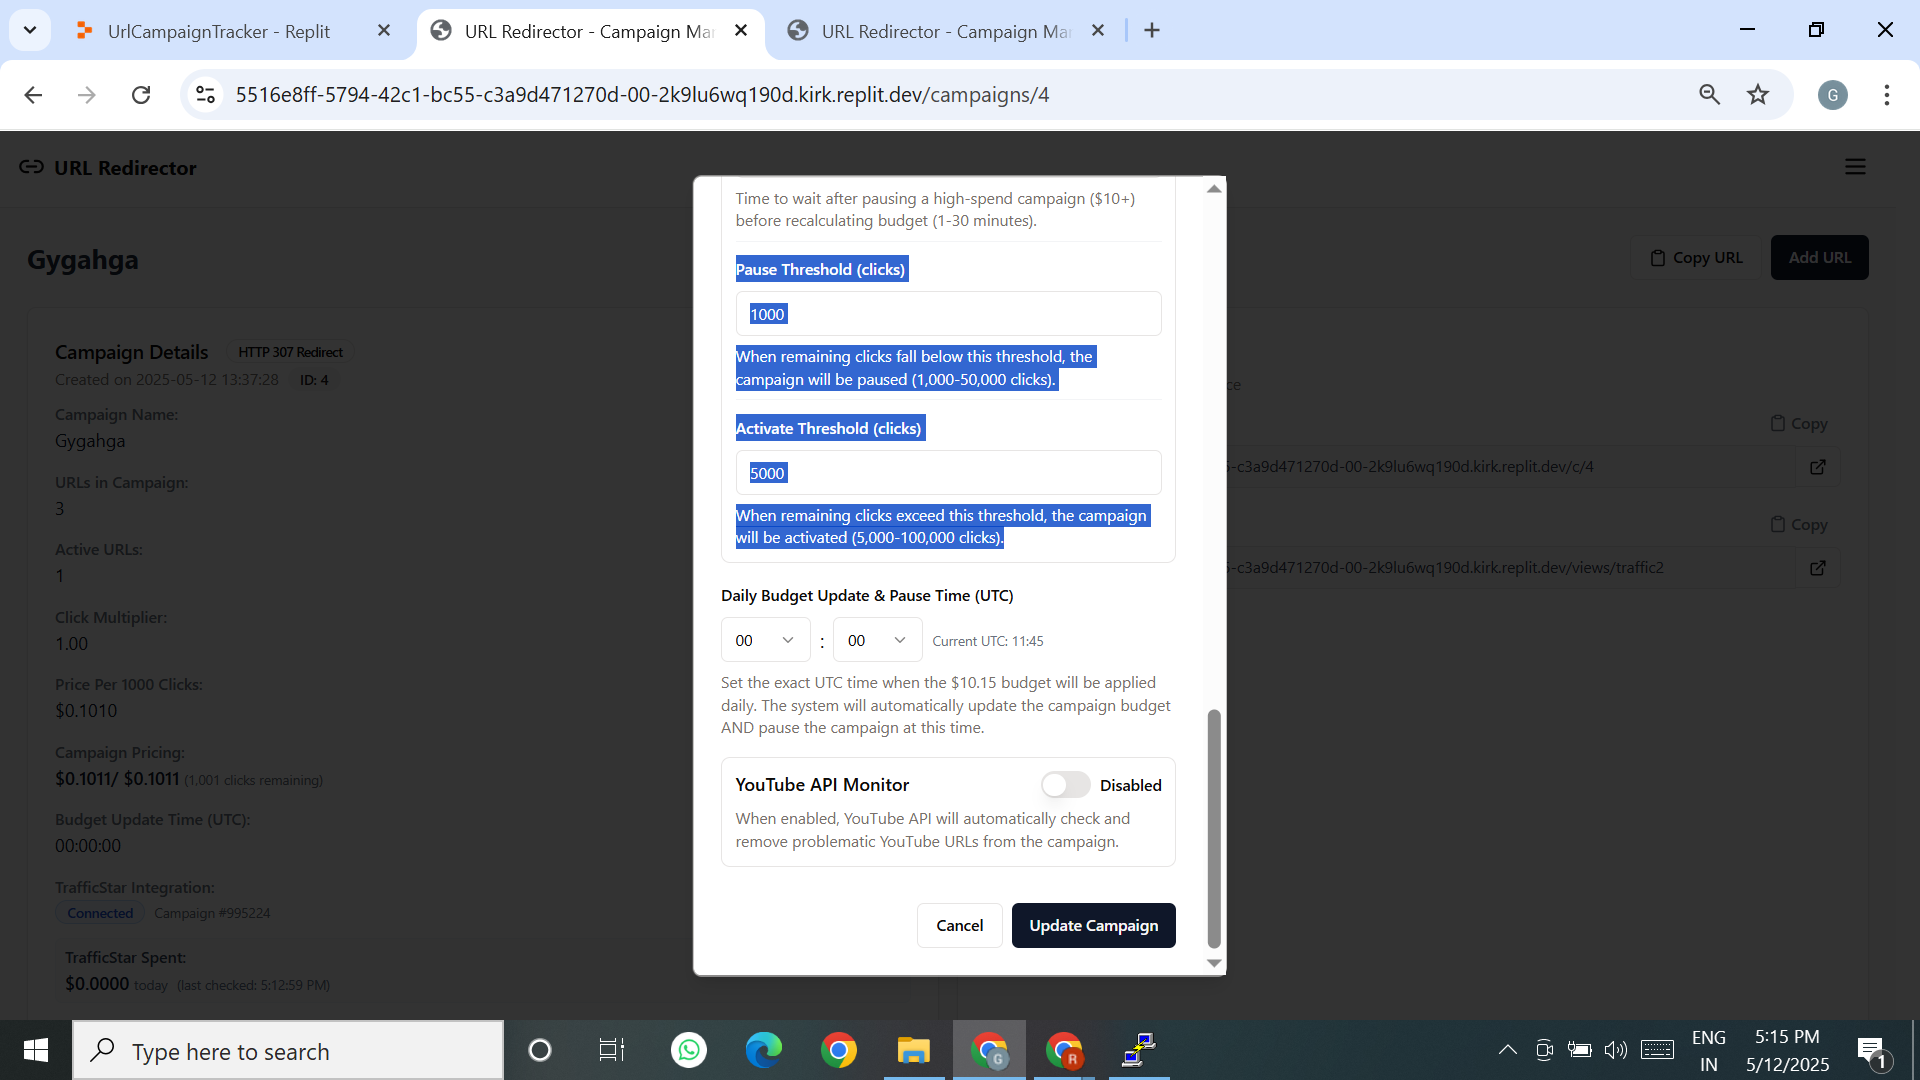 UrlCampaignTracker - Replit
URL Redirector - Campaign Mar
URL Redirector - Campaign Mar
5516e8ff-5794-42c1-bc55-c3a9d471270d-00-2k9lu6wq190d.kirk.replit.dev/campaigns/4
G
URL Redirector
Gygahga
Copy URL
Add URL
Campaign Details
HTTP 307 Redirect
Created on 2025-05-12 13:37:28
ID: 4
Campaign Name:
Gygahga
URLs in Campaign:
3
Active URLs:
1
Click Multiplier:
1.00
Price Per 1000 Clicks:
$0.1010
Campaign Pricing:
$0.1011/ $0.1011 (1,001 clicks remaining)
Budget Update Time (UTC):
00:00:00
TrafficStar Integration:
Connected
Campaign #995224
TrafficStar Spent:
$0.0000 today (last checked: 5:12:59 PM)
Time to wait after pausing a high-spend campaign ($10+)
before recalculating budget (1-30 minutes).
Pause Threshold (clicks)
1000
When remaining clicks fall below this threshold, the
campaign will be paused (1,000-50,000 clicks).
Activate Threshold (clicks)
5000
When remaining clicks exceed this threshold, the campaign
will be activated (5,000-100,000 clicks).
Daily Budget Update & Pause Time (UTC)
00 : 00 Current UTC: 11:45
Set the exact UTC time when the $10.15 budget will be applied
daily. The system will automatically update the campaign budget
AND pause the campaign at this time.
YouTube API Monitor
Disabled
When enabled, YouTube API will automatically check and
remove problematic YouTube URLs from the campaign.
Cancel
Update Campaign
ce
Copy
-c3a9d471270d-00-2k9lu6wq190d.kirk.replit.dev/c/4
Copy
-c3a9d471270d-00-2k9lu6wq190d.kirk.replit.dev/views/traffic2
Type here to search
G
R
ENG
IN
5:15 PM
5/12/2025
1